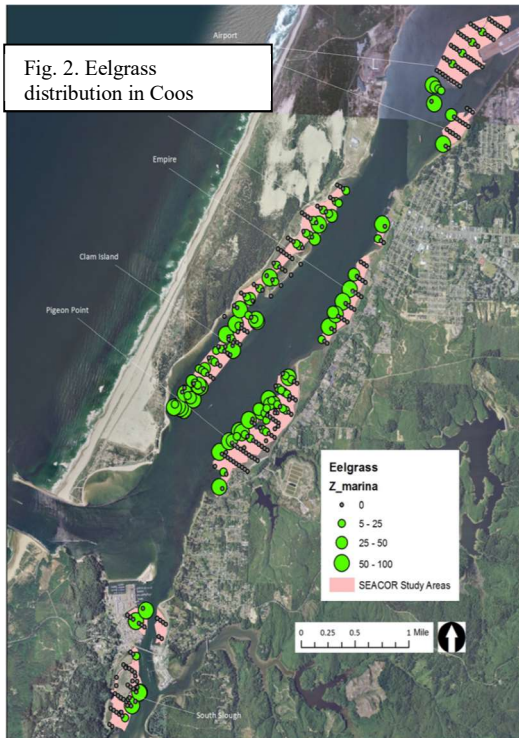 Airport
Fig. 2. Eelgrass
distribution in Coos
Empire
Clam Island
Pigeon Point
Eelgrass
Z_marina
0
5 - 25
25 - 50
50 - 100
SEACOR Study Areas
0 0.25 0.5 1 Mile
South Slough